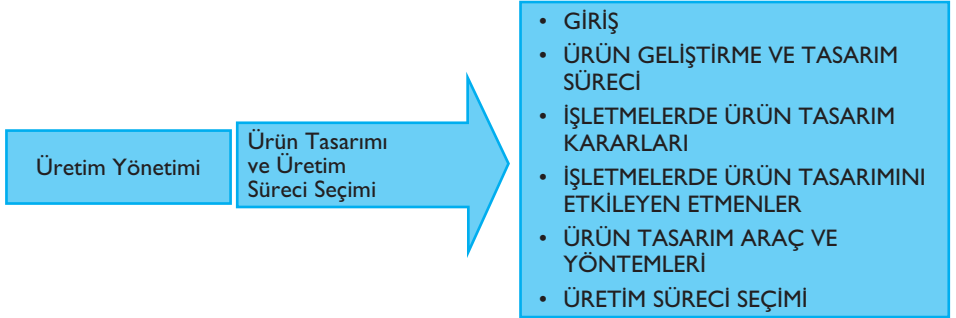 Üretim Yönetimi
Ürün Tasarımı
ve Üretim
Süreci Seçimi
• GİRİŞ
• ÜRÜN GELİŞTİRME VE TASARIM
SÜRECİ
• İŞLETMELERDE ÜRÜN TASARIM
KARARLARI
• İŞLETMELERDE ÜRÜN TASARIMINI
ETKİLEYEN ETMENLER
• ÜRÜN TASARIM ARAÇ VE
YÖNTEMLERİ
• ÜRETİM SÜRECİ SEÇİMİ